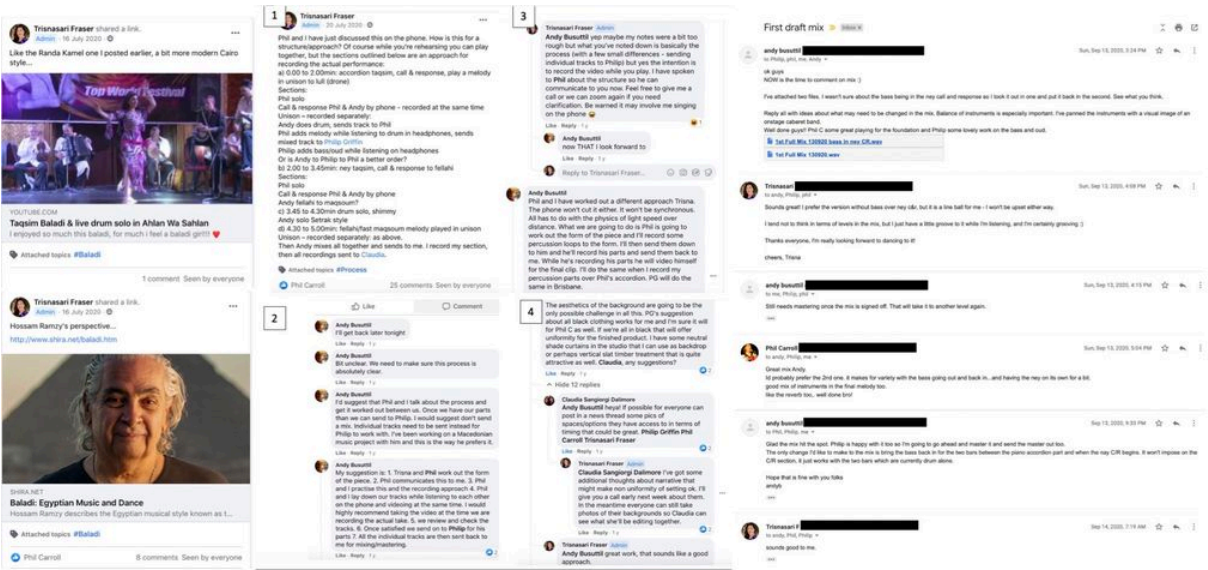 Trisnasari Fraser shared a link.
Admin · 16 July 2020
Like the Randa Kamel one I posted earlier, a bit more modern Cairo
style...
Top World Festival
YOUTUBE.COM
Taqsim Baladi & live drum solo in Ahlan Wa Sahlan
I enjoyed so much this baladi, for much i feel a baladi girl!!!! ❤
Attached topics #Baladi
1 comment Seen by everyone
Trisnasari Fraser shared a link.
Admin · 16 July 2020
Hossam Ramzy's perspective...
http://www.shira.net/baladi.htm
SHIRA.NET
Baladi: Egyptian Music and Dance
Hossam Ramzy describes the Egyptian musical style known as t...
Attached topics #Baladi
Phil Carroll
8 comments Seen by everyone
1
Trisnasari Fraser
Admin · 20 July 2020
Phil and I have just discussed this on the phone. How is this for a
structure/approach? Of course while you're rehearsing you can play
together, but the sections outlined below are an approach for
recording the actual performance:
a) 0.00 to 2.00min: accordion taqsim, call & response, play a melody
in unison to lull (drone)
Sections:
Phil solo
Call & response Phil & Andy by phone - recorded at the same time
Unison - recorded separately:
Andy does drum, sends track to Phil
Phil adds melody while listening to drum in headphones, sends
mixed track to Philip Griffin
Philip adds bass/oud while listening on headphones
Or is Andy to Philip to Phil a better order?
b) 2.00 to 3.45min: ney taqsim, call & response to fellahi
Sections:
Phil solo
Call & response Phil & Andy by phone
Andy fellahi to maqsoum?
c) 3.45 to 4.30min drum solo, shimmy
Andy solo Setrak style
d) 4.30 to 5.00min: fellahi/fast maqsoum melody played in unison
Unison - recorded separately: as above.
Then Andy mixes all together and sends to me. I record my section,
then all recordings sent to Claudia.
Attached topics #Process
Phil Carroll
25 comments Seen by everyone
2
Like
Comment
Andy Busuttil
I'll get back later tonight
Like · Reply · 1 y
Andy Busuttil
Bit unclear. We need to make sure this process is
absolutely clear.
Like · Reply · 1 y
Andy Busuttil
I'd suggest that Phil and I talk about the process and
get it worked out between us. Once we have our parts
than we can send to Philip. I would suggest don't send
a mix. Individual tracks need to be sent instead for
Philip to work with. I've been working on a Macedonian
music project with him and this is the way he prefers it.
Like · Reply · 1 y
Andy Busuttil
My suggestion is: 1. Trisna and Phil work out the form
of the piece. 2. Phil communicates this to me. 3. Phil
and I practise this and the recording approach 4. Phil
and I lay down our tracks while listening to each other
on the phone and videoing at the same time. I would
highly recommend taking the video at the time we are
recording the actual take. 5. we review and check the
tracks. 6. Once satisfied we send on to Philip for his
parts 7. All the individual tracks are then sent back to
me for mixing/mastering.
Like · Reply · 1 y
2
3
Trisnasari Fraser Admin
Andy Busuttil yep maybe my notes were a bit too
rough but what you've noted down is basically the
process (with a few small differences - sending
individual tracks to Philip) but yes the intention is
to record the video while you play. I have spoken
to Phil about the structure so he can
communicate to you now. Feel free to give me a
call or we can zoom again if you need
clarification. Be warned it may involve me singing
on the phone 😄
Like · Reply · 1 y
1
Andy Busuttil
now THAT I look forward to
Like · Reply · 1 y
Reply to Trisnasari Fraser...
Andy Busuttil
Phil and I have worked out a different approach Trisna.
The phone won't cut it either. It won't be synchronous.
All has to do with the physics of light speed over
distance. What we are going to do is Phil is going to
work out the form of the piece and I'll record some
percussion loops to the form. I'll then send them down
to him and he'll record his parts and send them back to
me. While he's recording his parts he will video himself
for the final clip. I'll do the same when I record my
percussion parts over Phil's accordion. PG will do the
same in Brisbane.
4
The aesthetics of the background are going to be the
only possible challenge in all this. PG's suggestion
about all black clothing works for me and I'm sure it will
for Phil C as well. If we're all in black that will offer
uniformity for the finished product. I have some neutral
shade curtains in the studio that I can use as backdrop
or perhaps vertical slat timber treatment that is quite
attractive as well. Claudia, any suggestions?
Like · Reply · 1 y
2
Hide 12 replies
Claudia Sangiorgi Dalimore
Andy Busuttil heya! If possible for everyone can
post in a news thread some pics of
spaces/options they have access to in terms of
timing that could be great. Philip Griffin Phil
Carroll Trisnasari Fraser
Like · Reply · 1 y
2
Trisnasari Fraser Admin
Claudia Sangiorgi Dalimore I've got some
additional thoughts about narrative that
might make non uniformity of setting ok. I'll
give you a call early next week about them.
In the meantime everyone can still take
photos of their backgrounds so Claudia can
see what she'll be editing together.
Like · Reply · 1 y
2
Trisnasari Fraser Admin
Andy Busuttil great work, that sounds like a good
approach.
First draft mix
Inbox ×
andy busuttil
Sun, Sep 13, 2020, 3:24 PM
to Philip, phil, me, Andy
ok guys
NOW is the time to comment on mix :)
I've attached two files. I wasn't sure about the bass being in the ney call and response so I took it out in one and put it back in the second. See what you think.
Reply all with ideas about what may need to be changed in the mix. Balance of instruments is especially important. I've panned the instruments with a visual image of an
onstage cabaret band.
Well done guys!! Phil C some great playing for the foundation and Philip some lovely work on the bass and oud.
1st Full Mix 130920 bass in ney CR.wav
1st Full Mix 130920.wav
Trisnasari
Sun, Sep 13, 2020, 4:08 PM
to andy, Philip, phil
Sounds great! I prefer the version without bass over ney c&r, but it is a line ball for me - I won't be upset either way.
I tend not to think in terms of levels in the mix, but I just have a little groove to it while I'm listening, and I'm certainly grooving :)
Thanks everyone, I'm really looking forward to dancing to it!
cheers, Trisna
andy busuttil
Sun, Sep 13, 2020, 4:15 PM
to me, Philip, phil
Still needs mastering once the mix is signed off. That will take it to another level again.
Phil Carroll
Sun, Sep 13, 2020, 5:04 PM
to andy, Philip, me
Great mix Andy.
Id probably prefer the 2nd one. It makes for variety with the bass going out and back in...and having the ney on its own for a bit.
good mix of instruments in the final melody too.
like the reverb too,. well done bro!
andy busuttil
Sep 13, 2020, 9:33 PM
to Phil, Philip, me
Glad the mix hit the spot. Philip is happy with it too so I'm going to go ahead and master it and send the master out too.
The only change I'd like to make to the mix is bring the bass back in for the two bars between the piano accordion part and when the nay C/R begins. It won't impose on the
C/R section, it just works with the two bars which are currently drum alone.
Hope that is fine with you folks
andyb
Trisnasari F
Sep 14, 2020, 7:19 AM
to andy, Phil, Philip
sounds good to me.